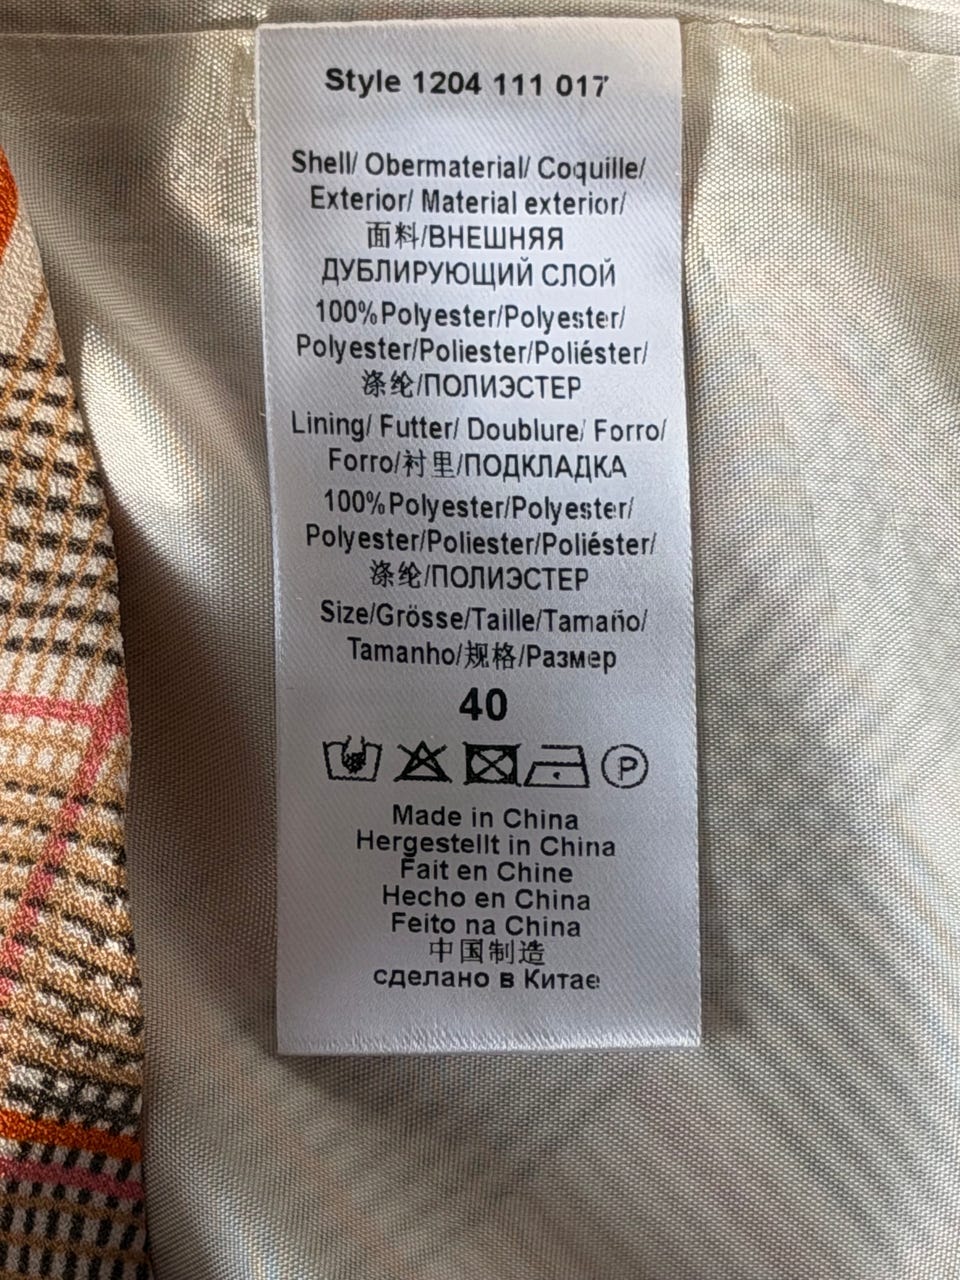 Style 1204 111 017
Shell/ Obermaterial/ Coquille/
Exterior/ Material exterior/
面料/ВНЕШНЯЯ
ДУБЛИРУЮЩИЙ СЛОЙ
100%Polyester/Polyester/
Polyester/Poliester/Poliéster/
涤纶/ПОЛИЭСТЕР
Lining/ Futter/ Doublure/ Forro/
Forro/衬里/ПОДКЛАДКА
100%Polyester/Polyester/
Polyester/Poliester/Poliéster/
涤纶/ПОЛИЭСТЕР
Size/Grösse/Taille/Tamaño/
Tamanho/规格/Размер
40
P
Made in China
Hergestellt in China
Fait en Chine
Hecho en China
Feito na China
中国制造
сделано в Китае